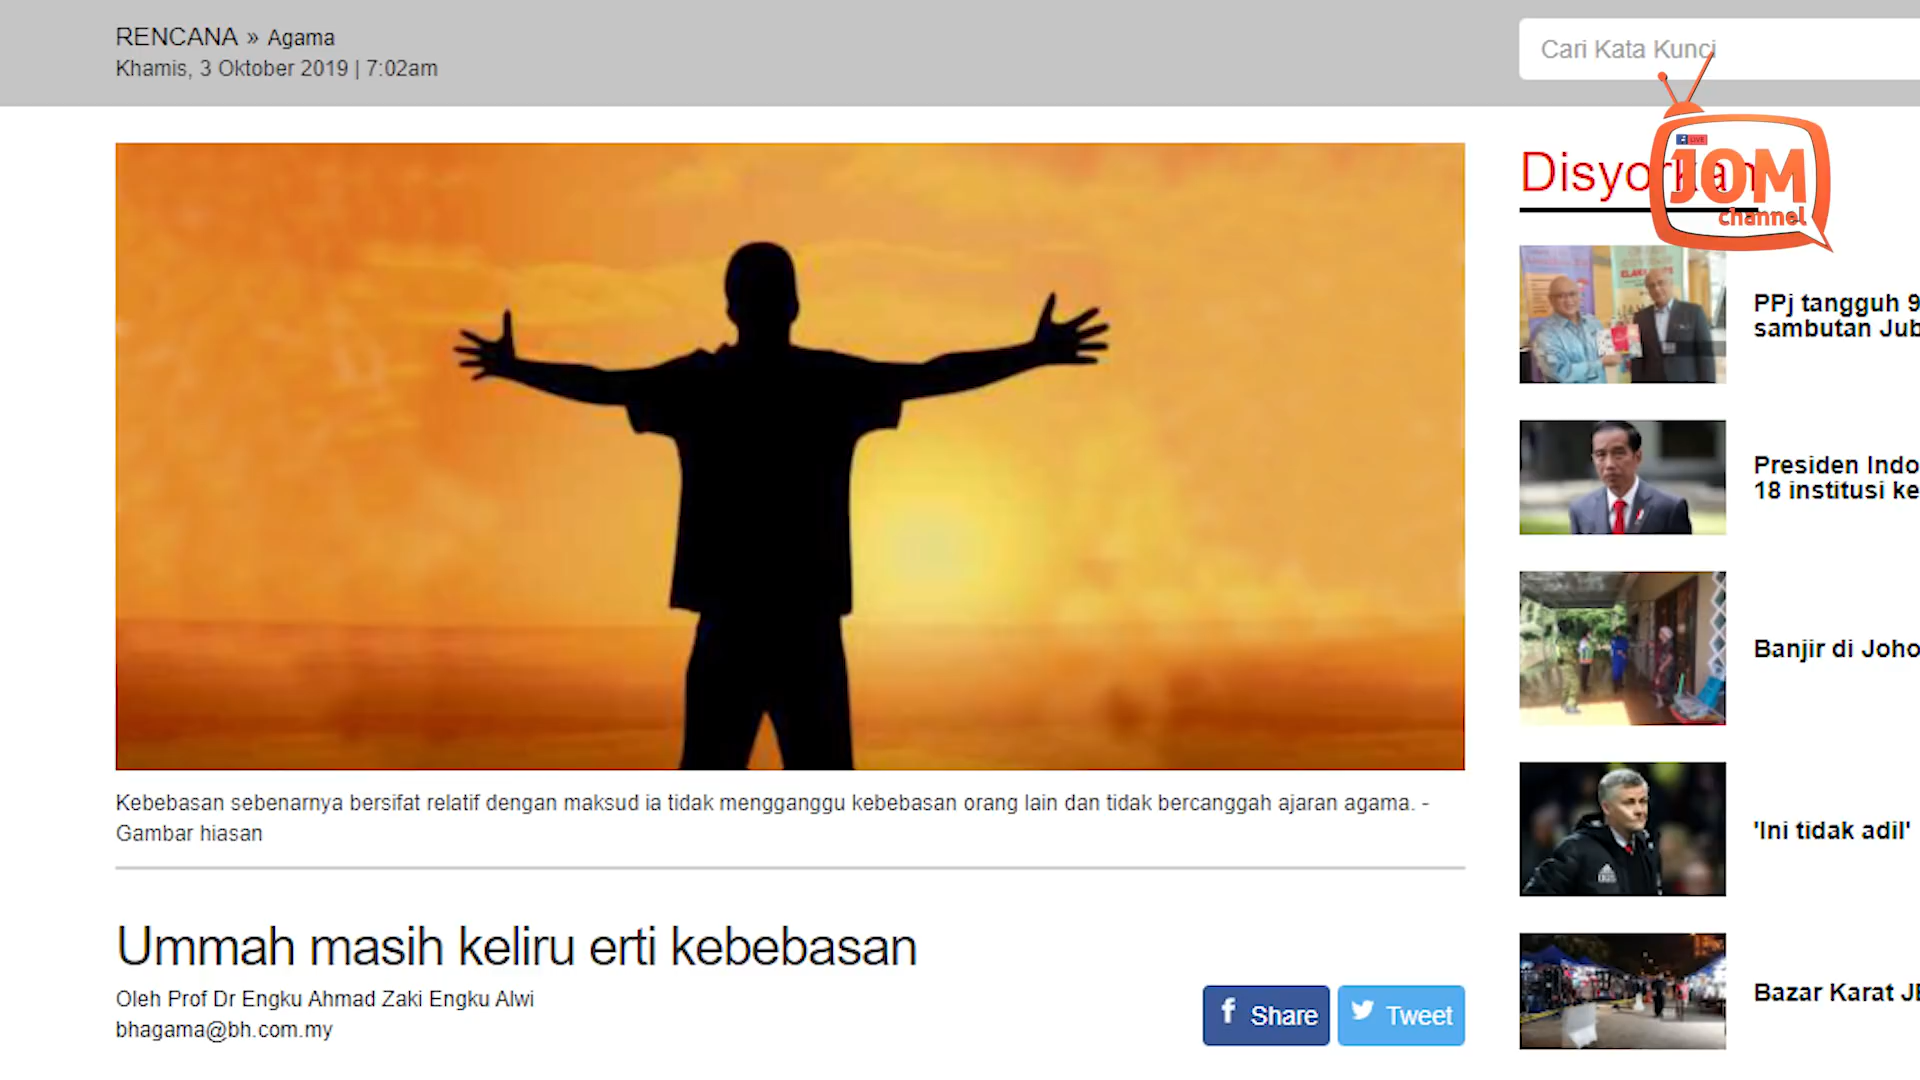 RENCANA » Agama
Khamis, 3 Oktober 2019 | 7:02am
Cari Kata Kunci
LIVE
JOM
channel
Disyorkan
PPj tangguh 9
sambutan Jub
Presiden Indo
18 institusi ke
Banjir di Joho
'Ini tidak adil'
Bazar Karat JB
Kebebasan sebenarnya bersifat relatif dengan maksud ia tidak mengganggu kebebasan orang lain dan tidak bercanggah ajaran agama. -
Gambar hiasan
Ummah masih keliru erti kebebasan
Oleh Prof Dr Engku Ahmad Zaki Engku Alwi
bhagama@bh.com.my
Share
Tweet